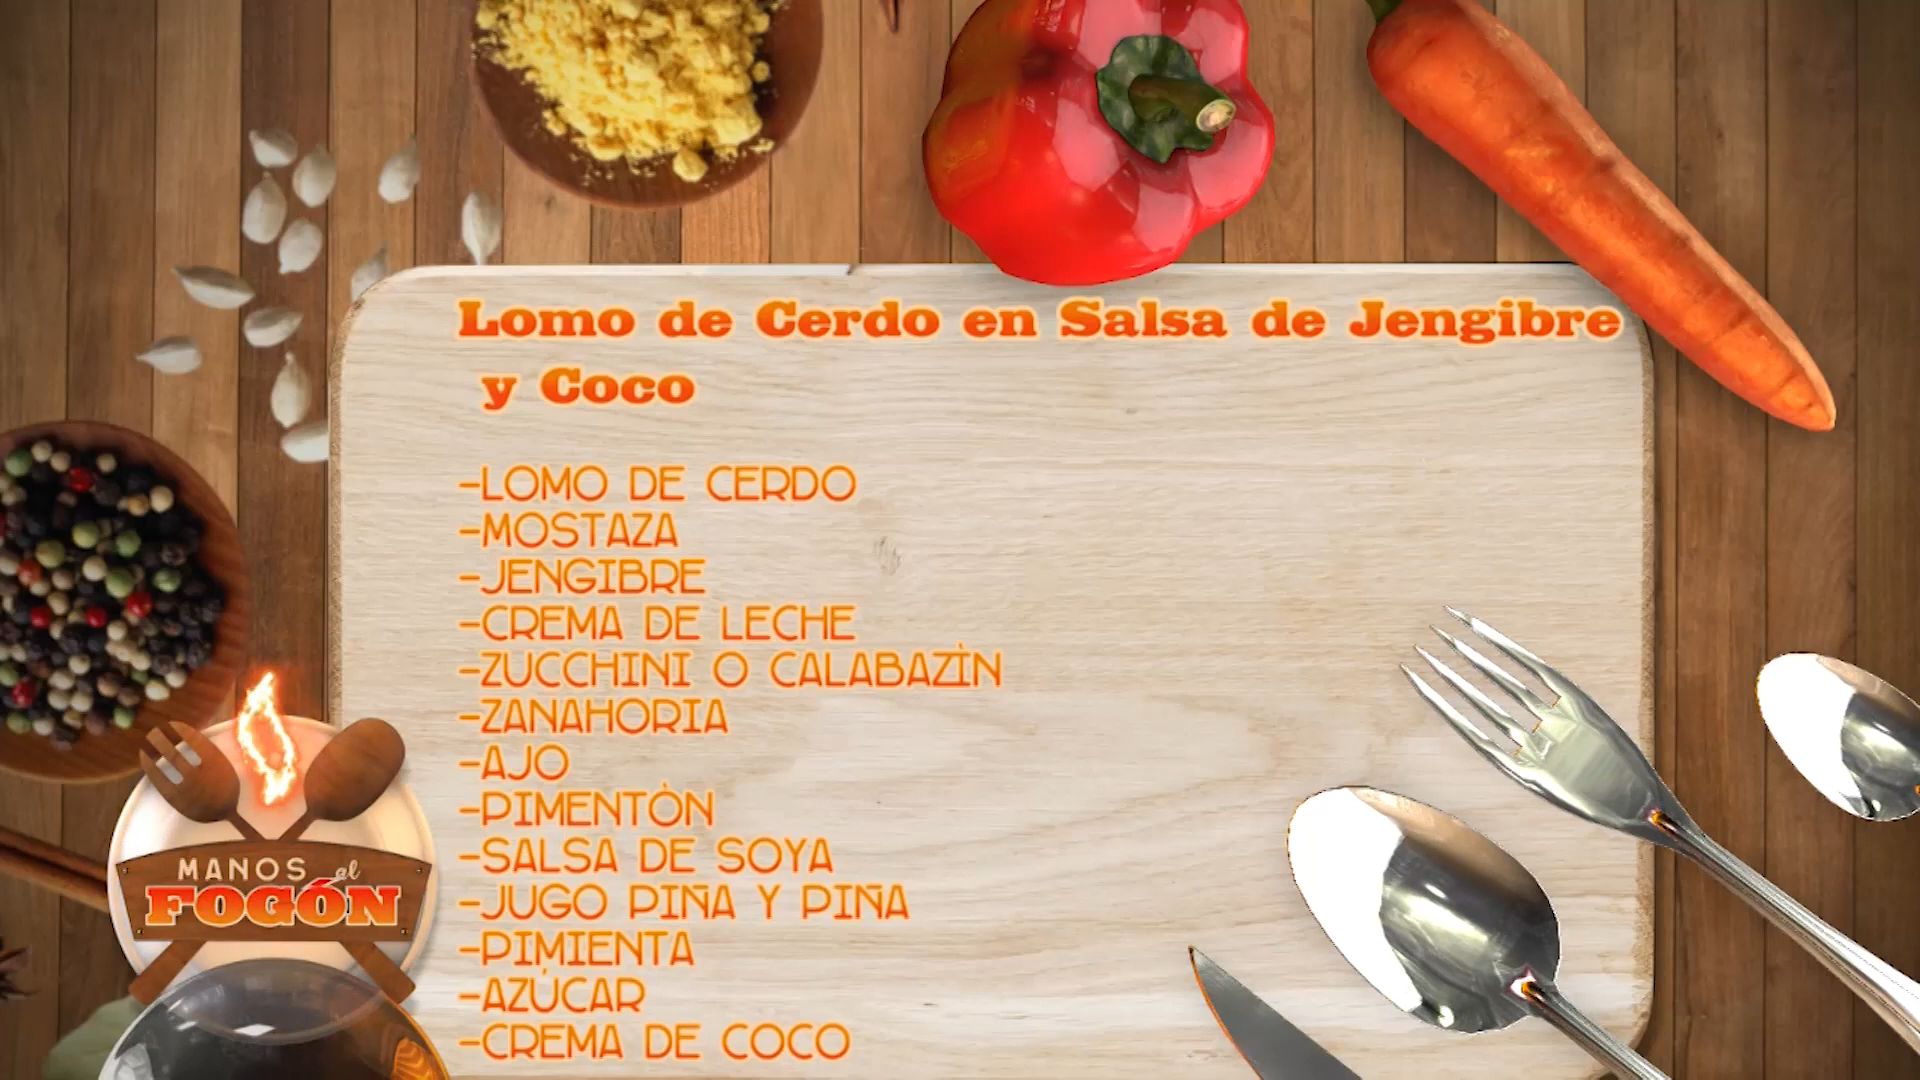 Lomo de Cerdo en Salsa de Jengibre
y Coco
-LOMO DE CERDO
-MOSTAZA
-JENGIBRE
-CREMA DE LECHE
-ZUCCHINI O CALABAZÌN
-ZANAHORIA
-AJO
-PIMENTÒN
-SALSA DE SOYA
-JUGO PIÑA Y PIÑA
-PIMIENTA
-AZÚCAR
-CREMA DE COCO
MANOS al
FOGÓN